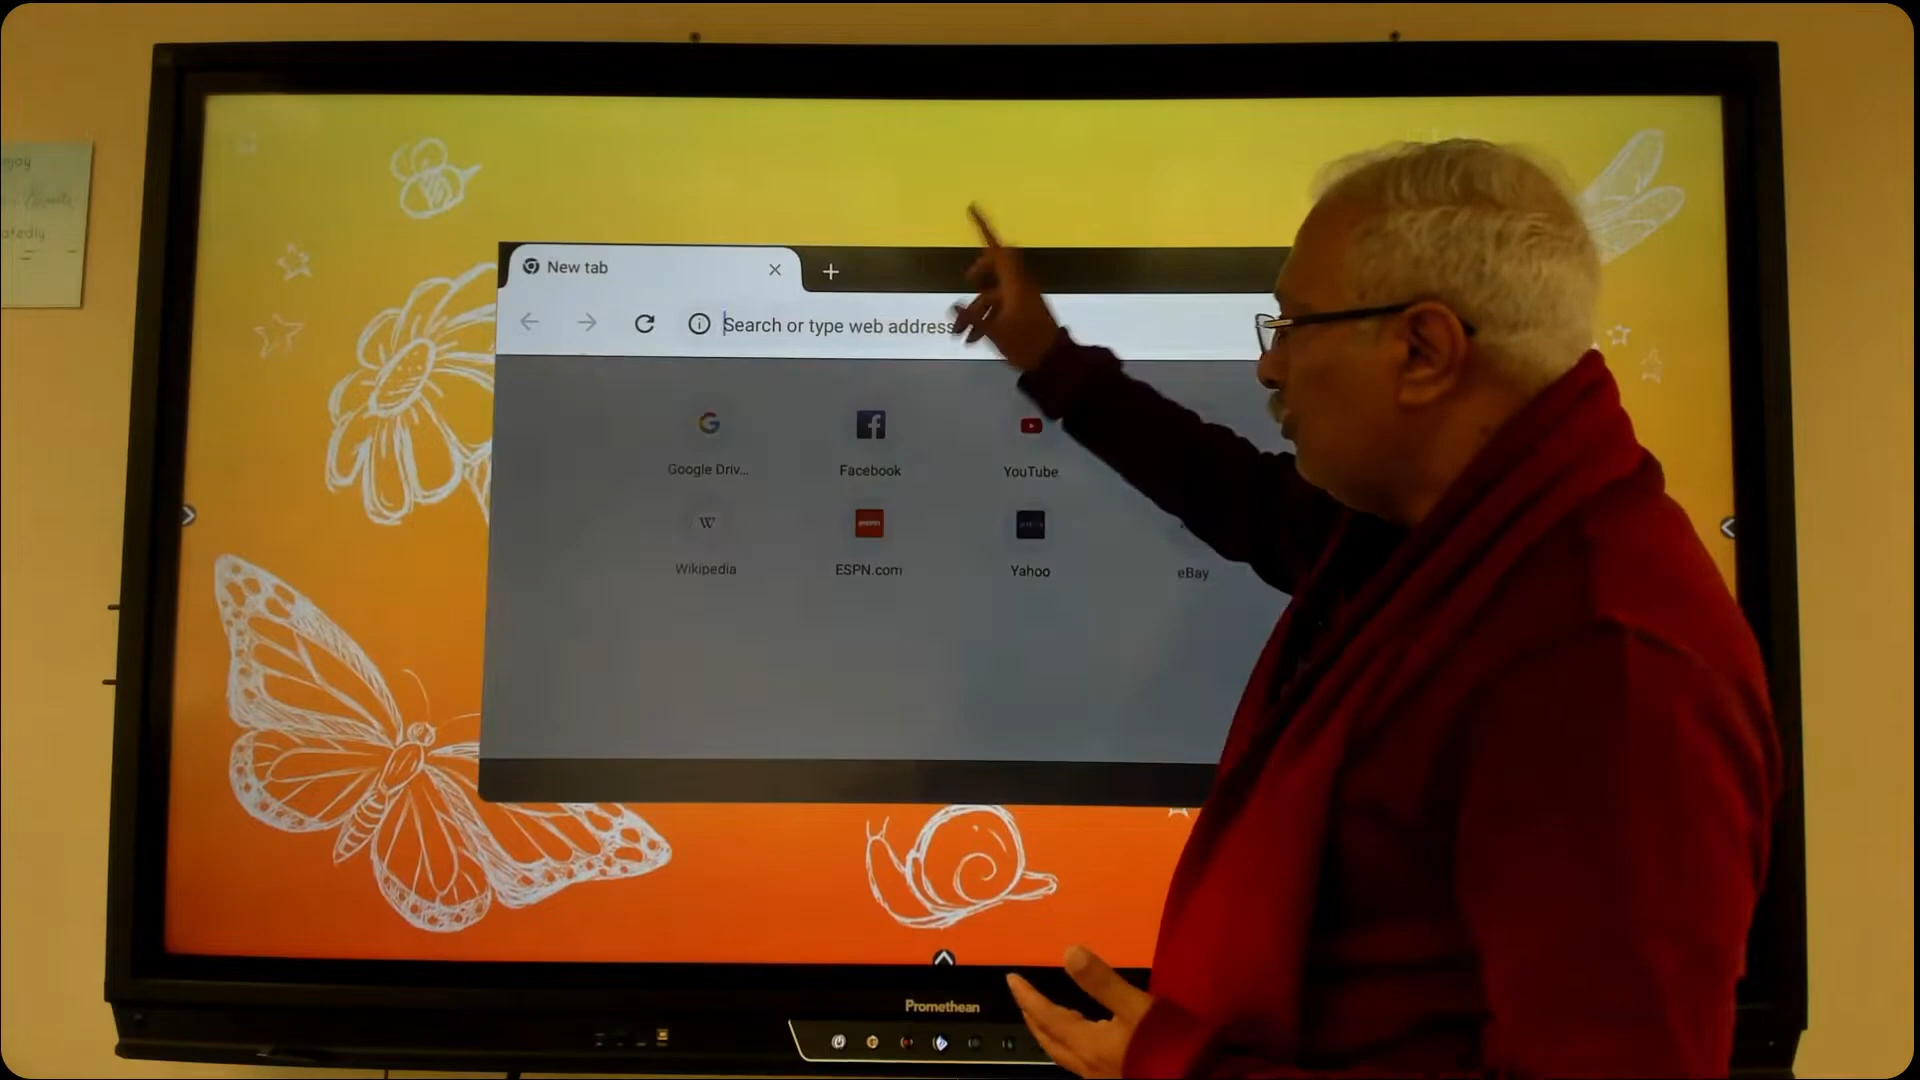 New tab
Search or type web address
Google Driv...
Facebook
YouTube
W
Wikipedia
ESPN.com
Yahoo
eBay
Promethean